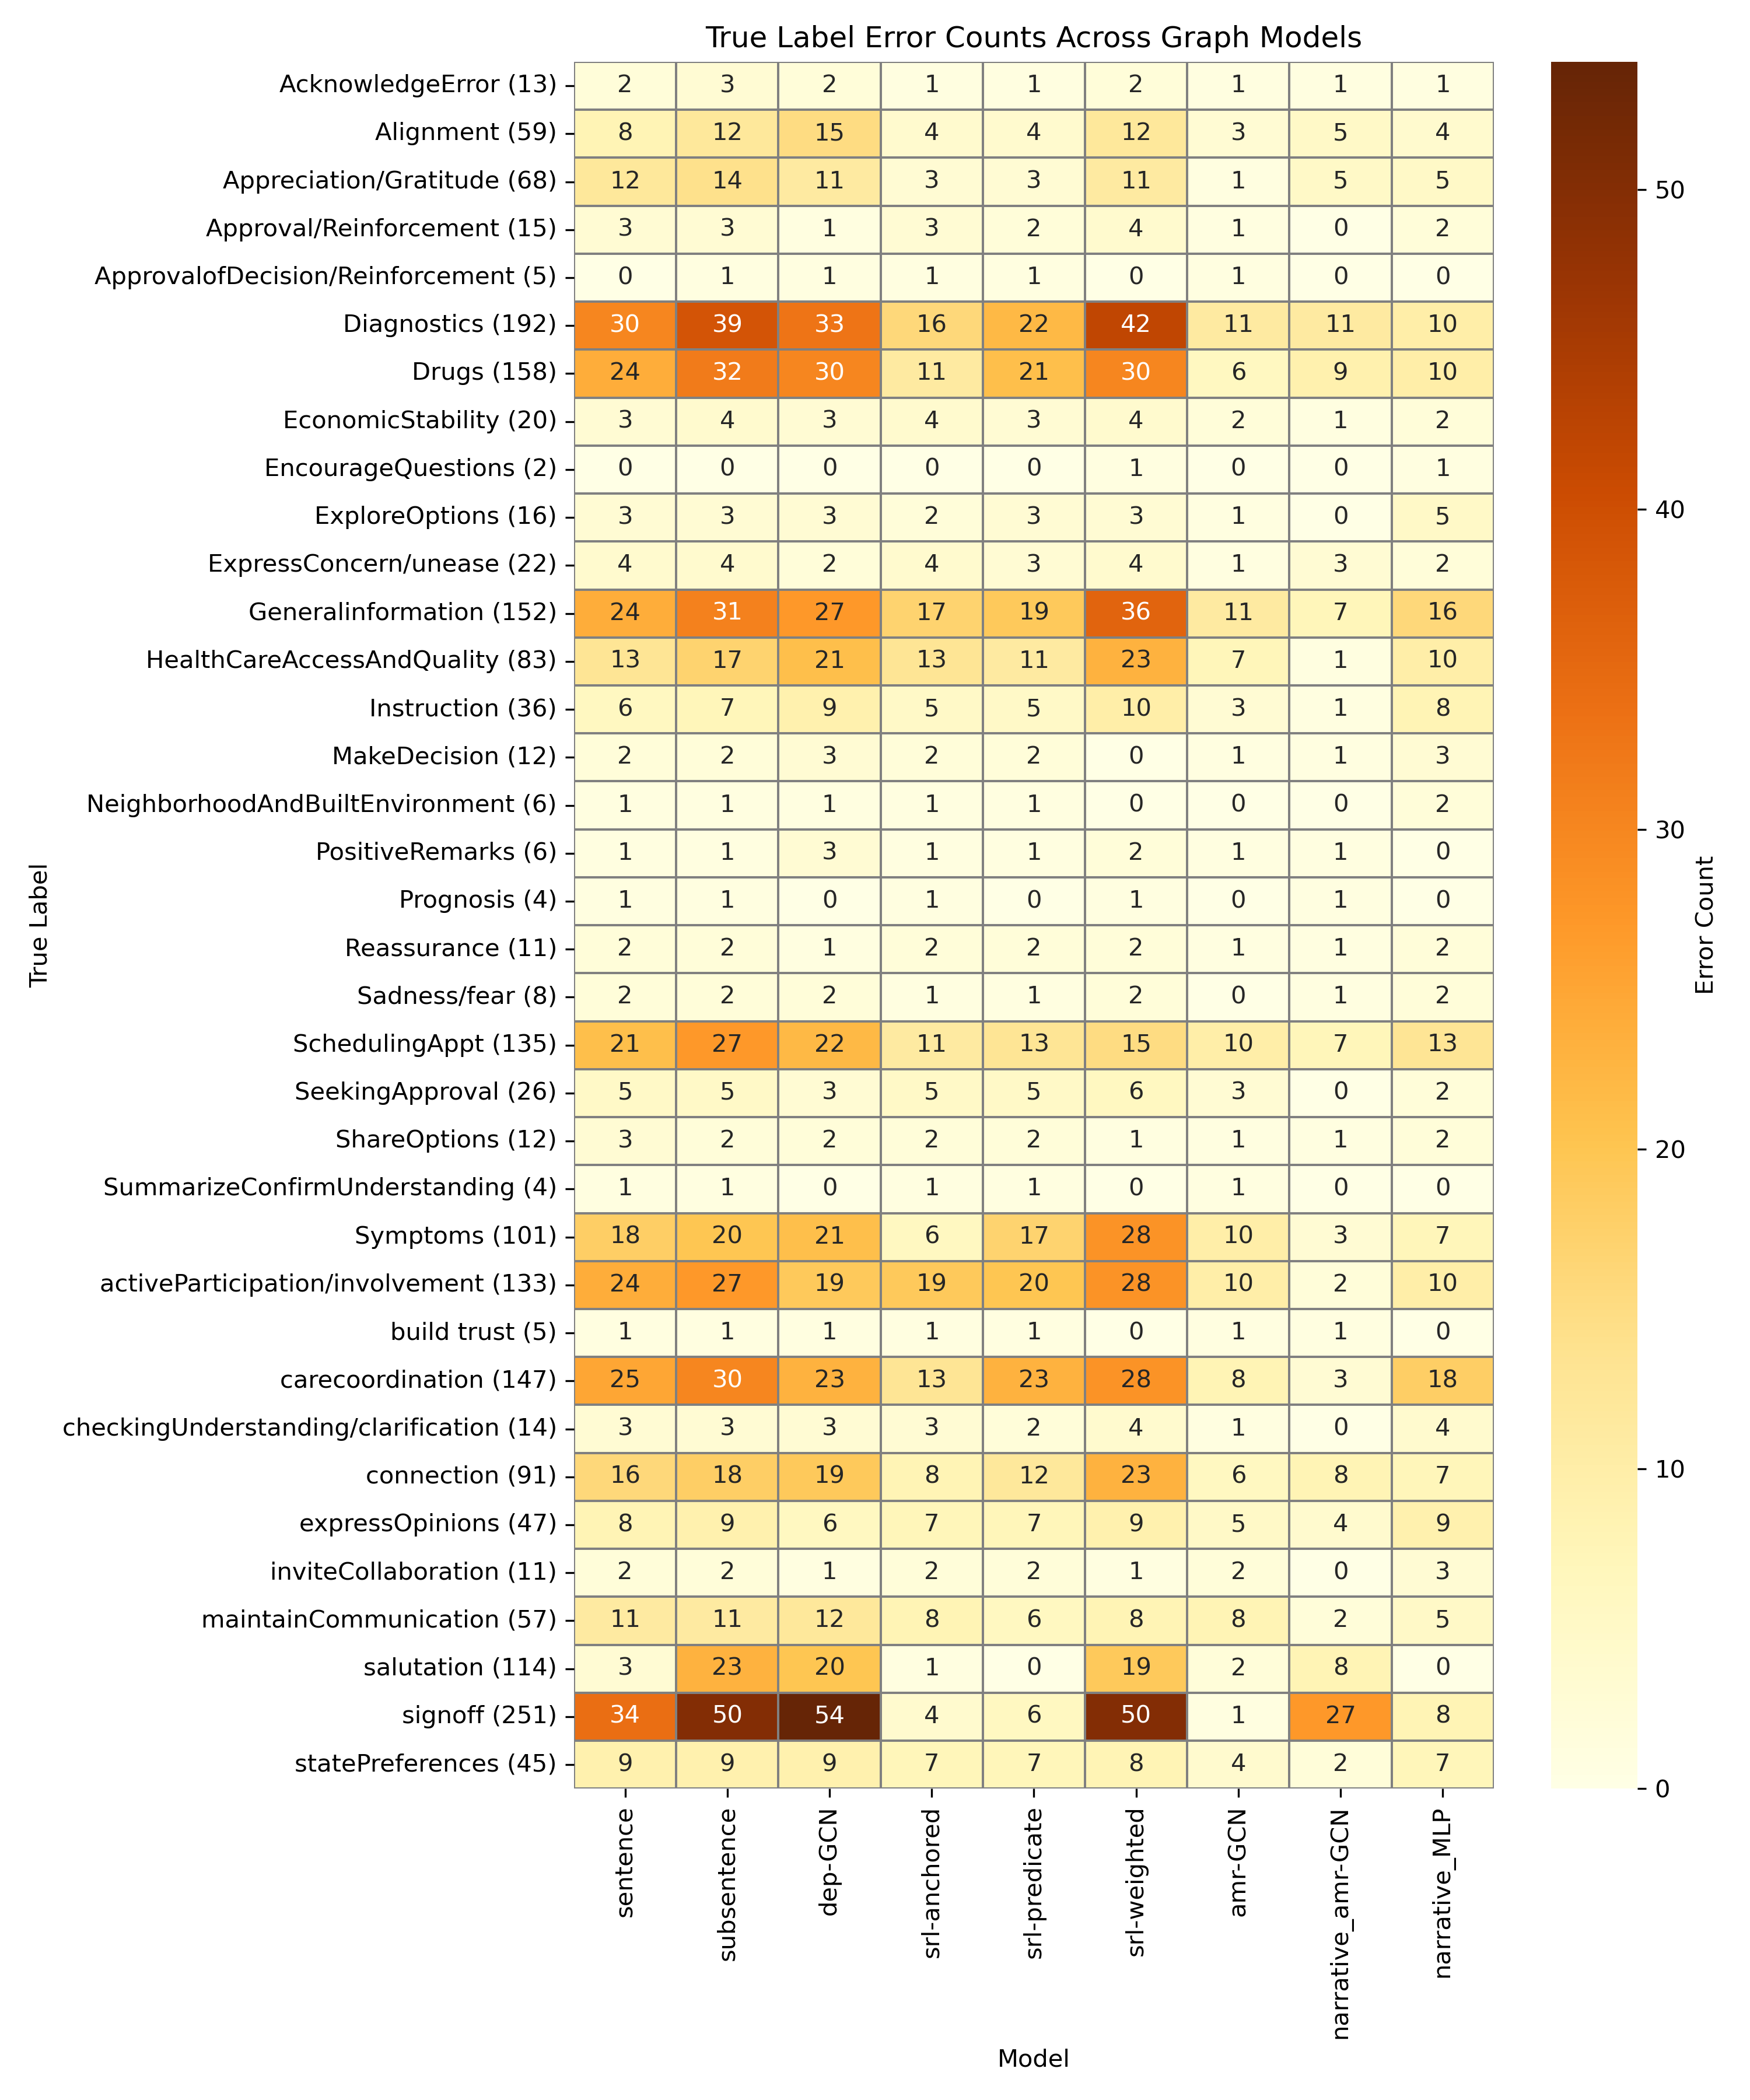 True Label Error Counts Across Graph Models
AcknowledgeError (13) 2 3 2 1 1 2 1 1 1
Alignment (59) 8 12 15 4 4 12 3 5 4
Appreciation/Gratitude (68) 12 14 11 3 3 11 1 5 5
Approval/Reinforcement (15) 3 3 1 3 2 4 1 0 2
ApprovalofDecision/Reinforcement (5) 0 1 1 1 1 0 1 0 0
Diagnostics (192) 30 39 33 16 22 42 11 11 10
Drugs (158) 24 32 30 11 21 30 6 9 10
EconomicStability (20) 3 4 3 4 3 4 2 1 2
EncourageQuestions (2) 0 0 0 0 0 1 0 0 1
ExploreOptions (16) 3 3 3 2 3 3 1 0 5
ExpressConcern/unease (22) 4 4 2 4 3 4 1 3 2
Generalinformation (152) 24 31 27 17 19 36 11 7 16
HealthCareAccessAndQuality (83) 13 17 21 13 11 23 7 1 10
Instruction (36) 6 7 9 5 5 10 3 1 8
MakeDecision (12) 2 2 3 2 2 0 1 1 3
NeighborhoodAndBuiltEnvironment (6) 1 1 1 1 1 0 0 0 2
PositiveRemarks (6) 1 1 3 1 1 2 1 1 0
Prognosis (4) 1 1 0 1 0 1 0 1 0
Reassurance (11) 2 2 1 2 2 2 1 1 2
Sadness/fear (8) 2 2 2 1 1 2 0 1 2
SchedulingAppt (135) 21 27 22 11 13 15 10 7 13
SeekingApproval (26) 5 5 3 5 5 6 3 0 2
ShareOptions (12) 3 2 2 2 2 1 1 1 2
SummarizeConfirmUnderstanding (4) 1 1 0 1 1 0 1 0 0
Symptoms (101) 18 20 21 6 17 28 10 3 7
activeParticipation/involvement (133) 24 27 19 19 20 28 10 2 10
build trust (5) 1 1 1 1 1 0 1 1 0
carecoordination (147) 25 30 23 13 23 28 8 3 18
checkingUnderstanding/clarification (14) 3 3 3 3 2 4 1 0 4
connection (91) 16 18 19 8 12 23 6 8 7
expressOpinions (47) 8 9 6 7 7 9 5 4 9
inviteCollaboration (11) 2 2 1 2 2 1 2 0 3
maintainCommunication (57) 11 11 12 8 6 8 8 2 5
salutation (114) 3 23 20 1 0 19 2 8 0
signoff (251) 34 50 54 4 6 50 1 27 8
statePreferences (45) 9 9 9 7 7 8 4 2 7
True Label
sentence
subsentence
dep-GCN
srl-anchored
srl-predicate
srl-weighted
amr-GCN
narrative_amr-GCN
narrative_MLP
Model
50
40
30
20
10
0
Error Count